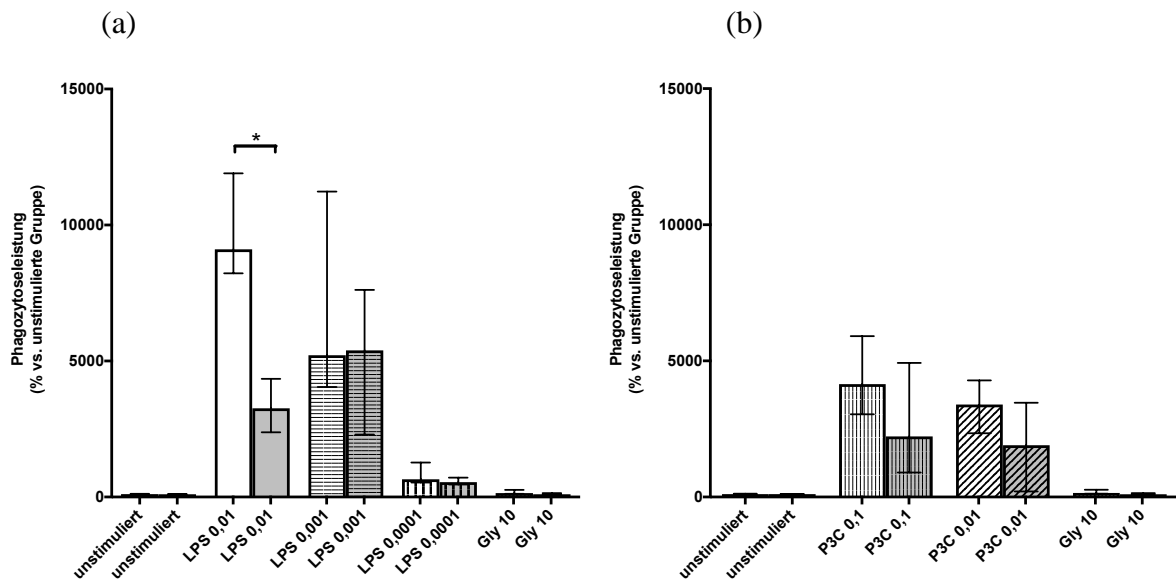 (a)
Phagozytoseleistung
(% vs. unstimulierte Gruppe)
15000
10000
5000
0
*
unstimuliert
unstimuliert
LPS 0,01
LPS 0,01
LPS 0,001
LPS 0,001
LPS 0,0001
LPS 0,0001
Gly 10
Gly 10
(b)
Phagozytoseleistung
(% vs. unstimulierte Gruppe)
15000
10000
5000
0
unstimuliert
unstimuliert
P3C 0,1
P3C 0,1
P3C 0,01
P3C 0,01
Gly 10
Gly 10